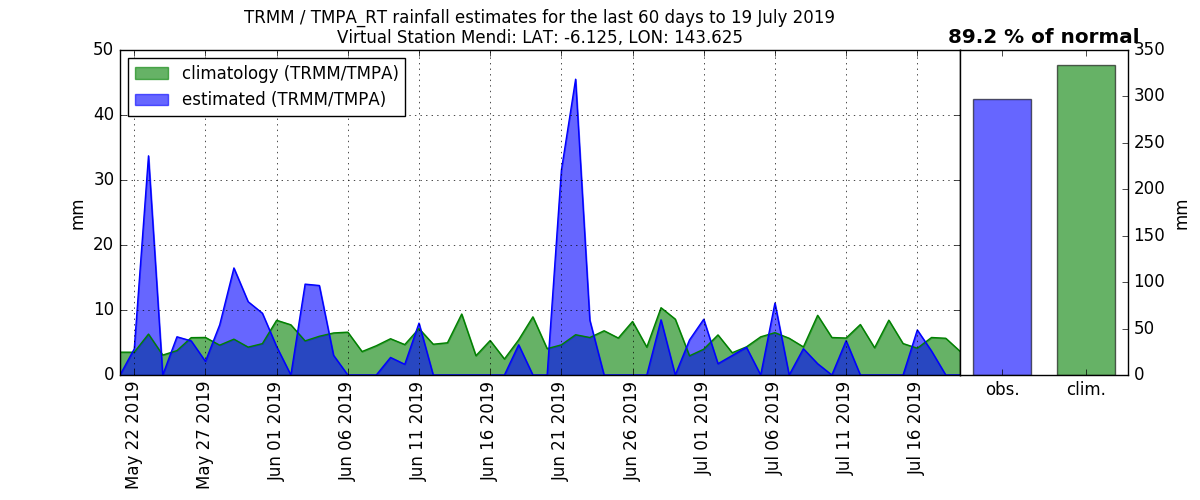 TRMM / TMPA_RT rainfall estimates for the last 60 days to 19 July 2019
Virtual Station Mendi: LAT: -6.125, LON: 143.625
89.2 % of normal
climatology (TRMM/TMPA)
estimated (TRMM/TMPA)
50
40
30
20
10
0
mm
May 22 2019
May 27 2019
Jun 01 2019
Jun 06 2019
Jun 11 2019
Jun 16 2019
Jun 21 2019
Jun 26 2019
Jul 01 2019
Jul 06 2019
Jul 11 2019
Jul 16 2019
obs.
clim.
350
300
250
200
150
100
50
0
mm